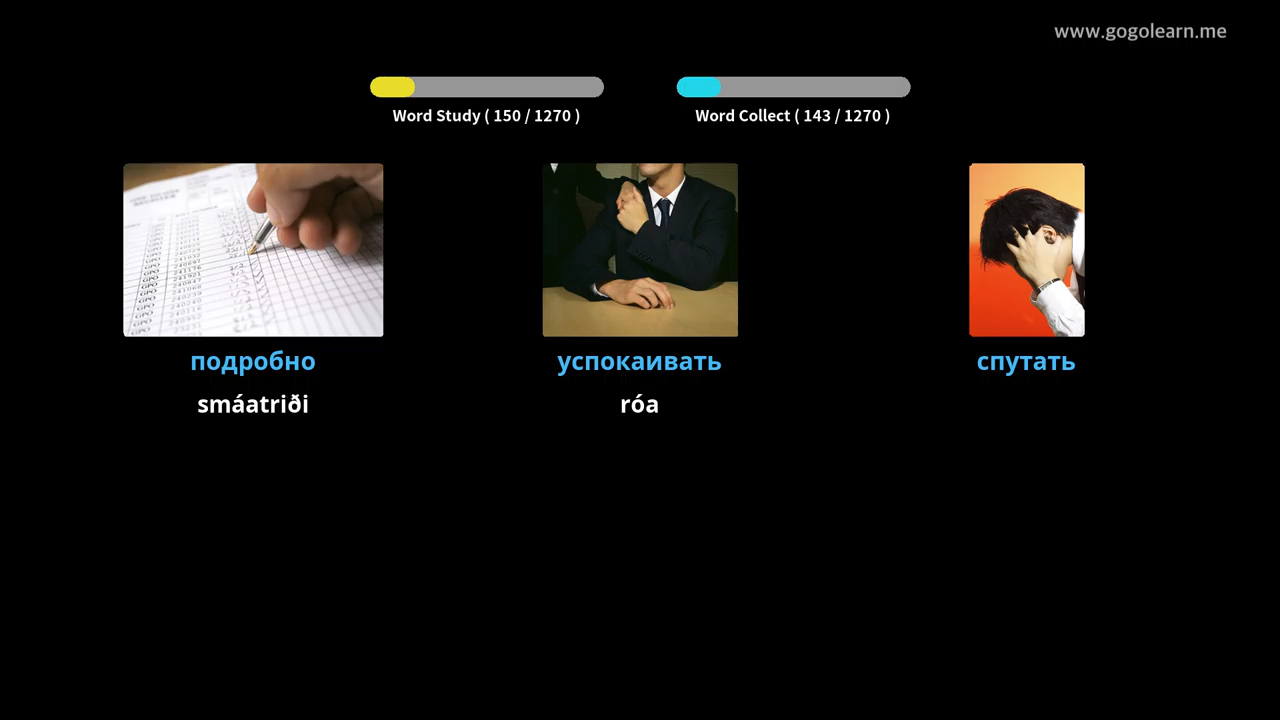 www.gogolearn.me
Word Study ( 150 / 1270 )
Word Collect ( 143 / 1270 )
подробно
успокаивать
спутать
smáatriði
róa